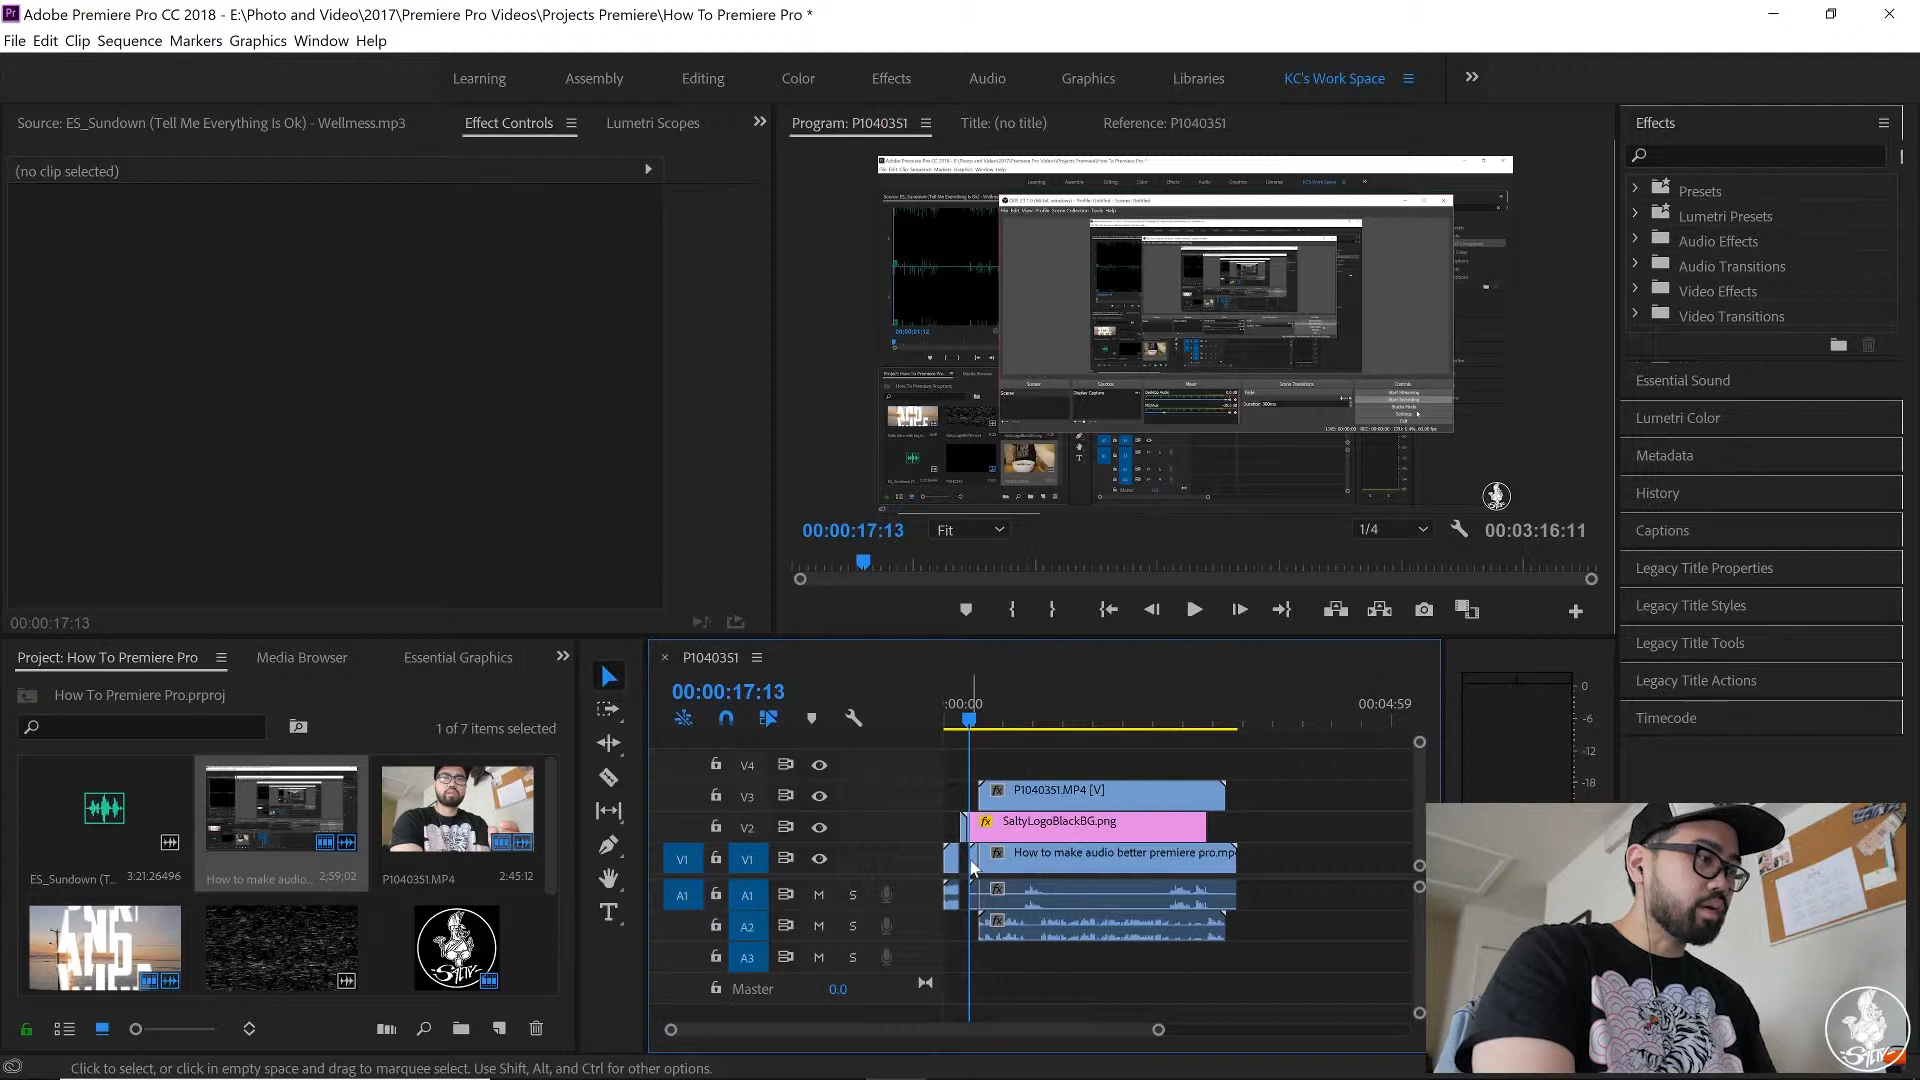 Adobe Premiere Pro CC 2018 - E:\Photo and Video\2017\Premiere Pro Videos\Projects Premiere\How To Premiere Pro *
File Edit Clip Sequence Markers Graphics Window Help
Learning Assembly Editing Color Effects Audio Graphics Libraries KC's Work Space
Source: ES_Sundown (Tell Me Everything Is Ok) - Wellmess.mp3 Effect Controls Lumetri Scopes
(no clip selected)
00:00:17:13
Program: P1040351 Title: (no title) Reference: P1040351
00:00:17:13 Fit 1/4 00:03:16:11
Effects
Presets
Lumetri Presets
Audio Effects
Audio Transitions
Video Effects
Video Transitions
Essential Sound
Lumetri Color
Metadata
History
Captions
Legacy Title Properties
Legacy Title Styles
Legacy Title Tools
Legacy Title Actions
Timecode
Project: How To Premiere Pro Media Browser Essential Graphics
How To Premiere Pro.prproj
1 of 7 items selected
ES_Sundown (T... 3:21:26496
How to make audio... 2;59;02
P1040351.MP4 2:45:12
SALTY
P1040351
00:00:17:13
:00:00 00:04:59
V4
V3 fx P1040351.MP4 [V]
V2 fx SaltyLogoBlackBG.png
V1 V1 fx How to make audio better premiere pro.mp
A1 A1 M S fx
A2 M S fx
A3 M S
Master 0.0
0
-6
-12
-18
Click to select, or click in empty space and drag to marquee select. Use Shift, Alt, and Ctrl for other options.
SALTY